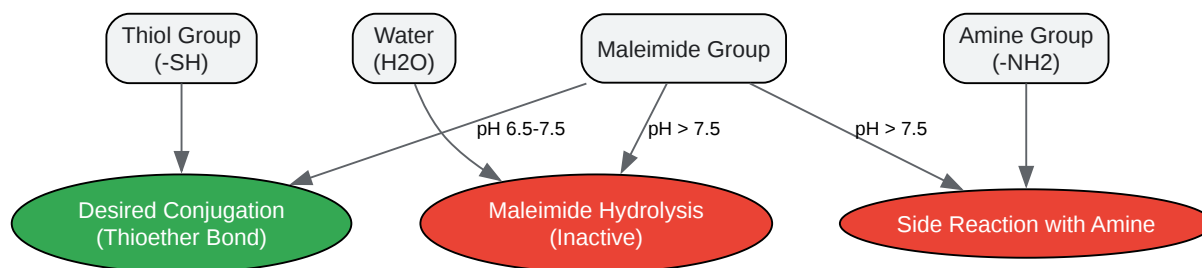 Thiol Group
(-SH)
Water
(H2O)
Maleimide Group
Amine Group
(-NH2)
pH 6.5-7.5
pH > 7.5
pH > 7.5
Desired Conjugation
(Thioether Bond)
Maleimide Hydrolysis
(Inactive)
Side Reaction with Amine